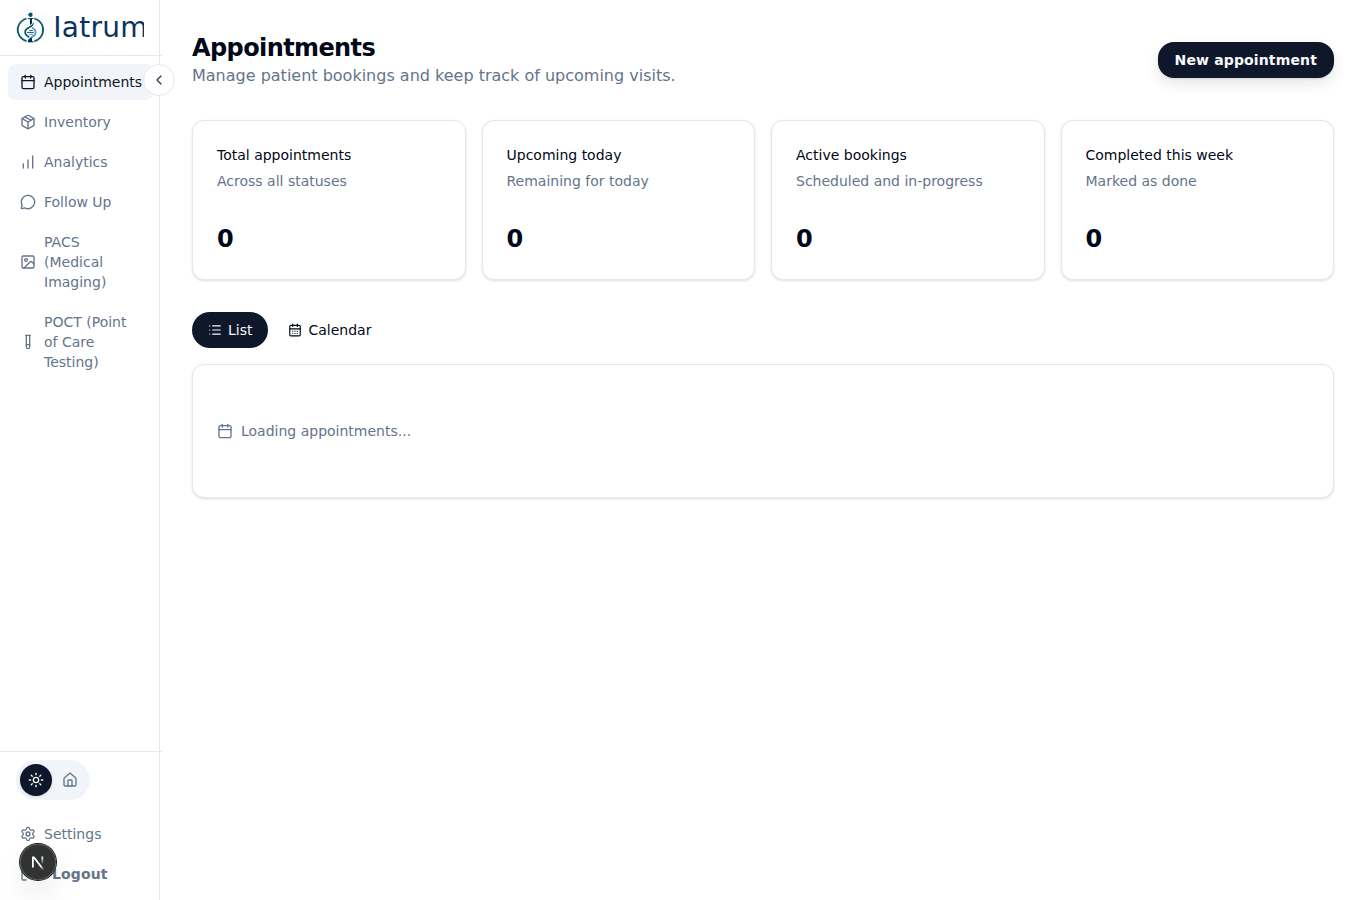 Iatrum
Appointments
Inventory
Analytics
Follow Up
PACS
(Medical
Imaging)
POCT (Point
of Care
Testing)
Settings
N
Logout
Appointments
Manage patient bookings and keep track of upcoming visits.
New appointment
Total appointments
Across all statuses
0
Upcoming today
Remaining for today
0
Active bookings
Scheduled and in-progress
0
Completed this week
Marked as done
0
List
Calendar
Loading appointments...